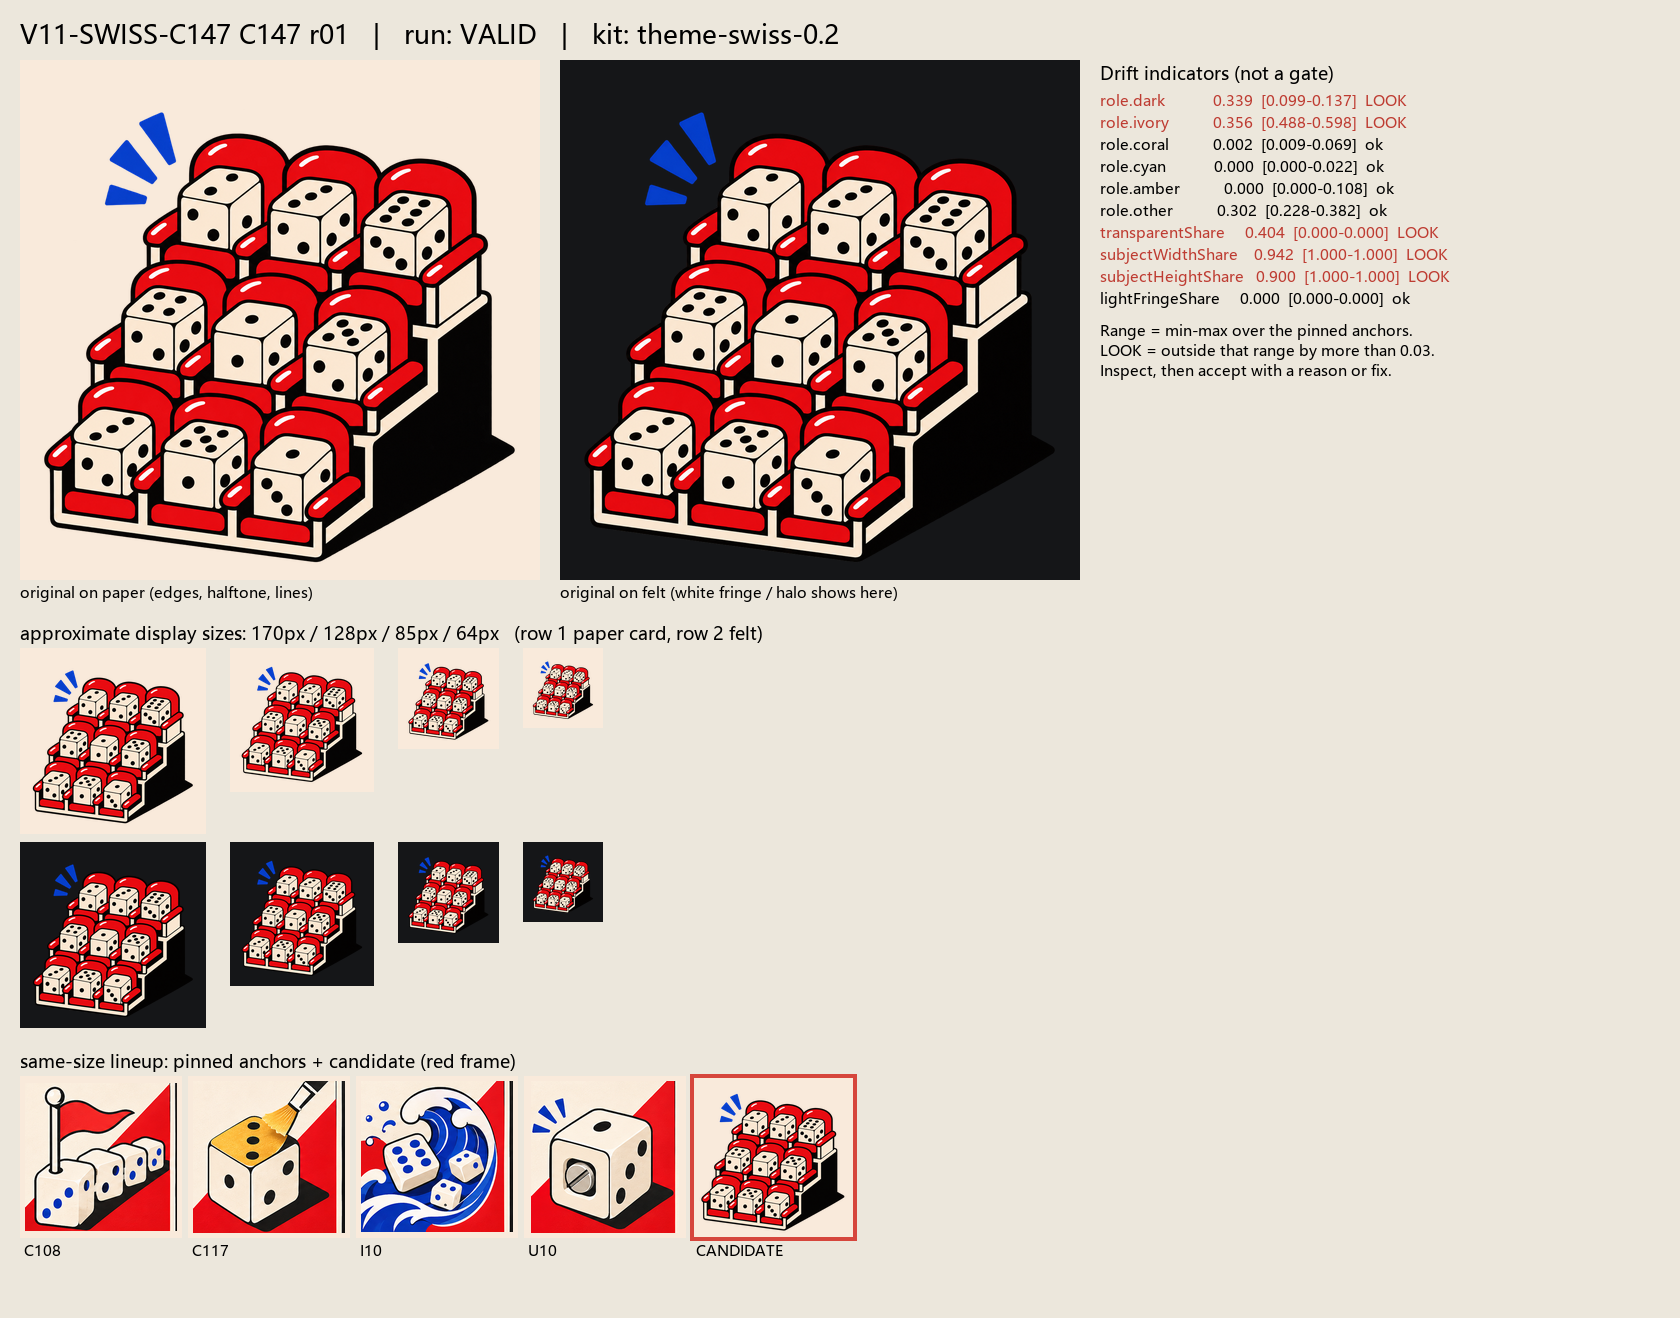 V11-SWISS-C147 C147 r01 | run: VALID | kit: theme-swiss-0.2
Drift indicators (not a gate)
role.dark 0.339 [0.099-0.137] LOOK
role.ivory 0.356 [0.488-0.598] LOOK
role.coral 0.002 [0.009-0.069] ok
role.cyan 0.000 [0.000-0.022] ok
role.amber 0.000 [0.000-0.108] ok
role.other 0.302 [0.228-0.382] ok
transparentShare 0.404 [0.000-0.000] LOOK
subjectWidthShare 0.942 [1.000-1.000] LOOK
subjectHeightShare 0.900 [1.000-1.000] LOOK
lightFringeShare 0.000 [0.000-0.000] ok
Range = min-max over the pinned anchors.
LOOK = outside that range by more than 0.03.
Inspect, then accept with a reason or fix.
original on paper (edges, halftone, lines)
original on felt (white fringe / halo shows here)
approximate display sizes: 170px / 128px / 85px / 64px (row 1 paper card, row 2 felt)
same-size lineup: pinned anchors + candidate (red frame)
C108
C117
I10
U10
CANDIDATE